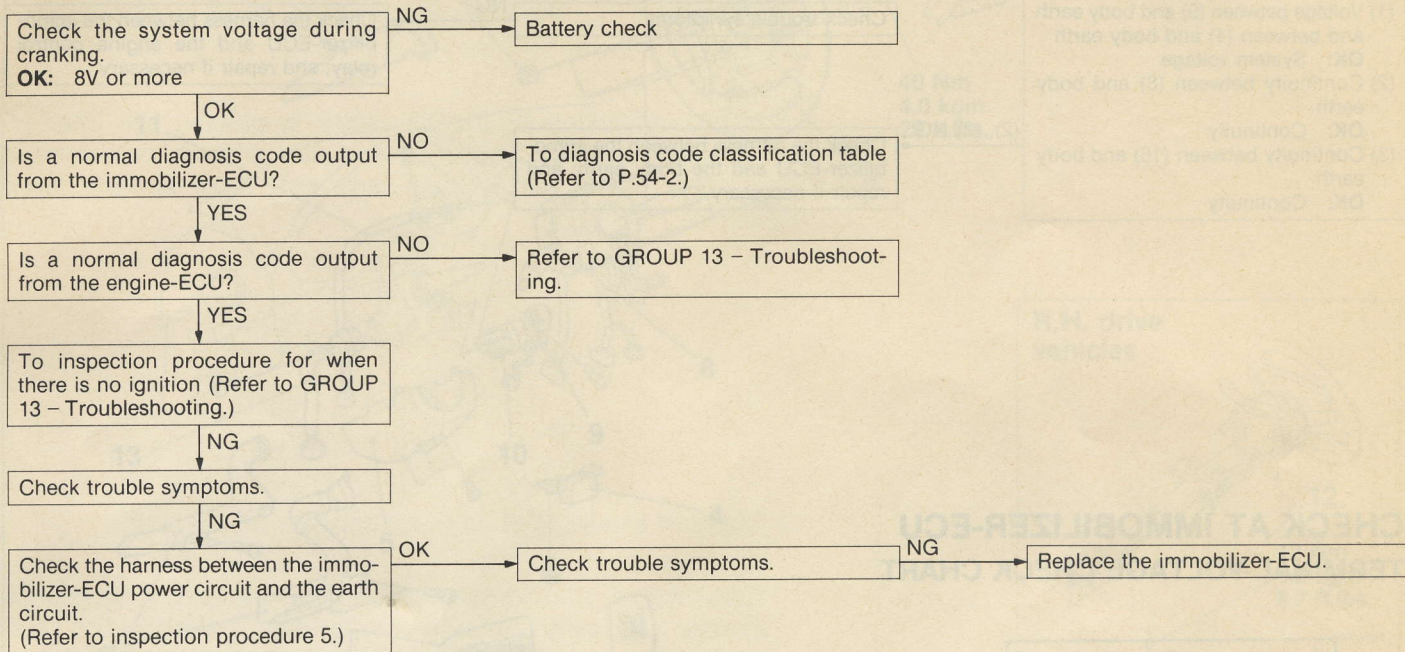 Check the system voltage during
cranking.
OK: 8V or more
NG
Battery check
OK
Is a normal diagnosis code output
from the immobilizer-ECU?
NO
To diagnosis code classification table
(Refer to P.54-2.)
YES
Is a normal diagnosis code output
from the engine-ECU?
NO
Refer to GROUP 13 – Troubleshoot-
ing.
YES
To inspection procedure for when
there is no ignition (Refer to GROUP
13 – Troubleshooting.)
NG
Check trouble symptoms.
NG
Check the harness between the immo-
bilizer-ECU power circuit and the earth
circuit.
(Refer to inspection procedure 5.)
OK
Check trouble symptoms.
NG
Replace the immobilizer-ECU.